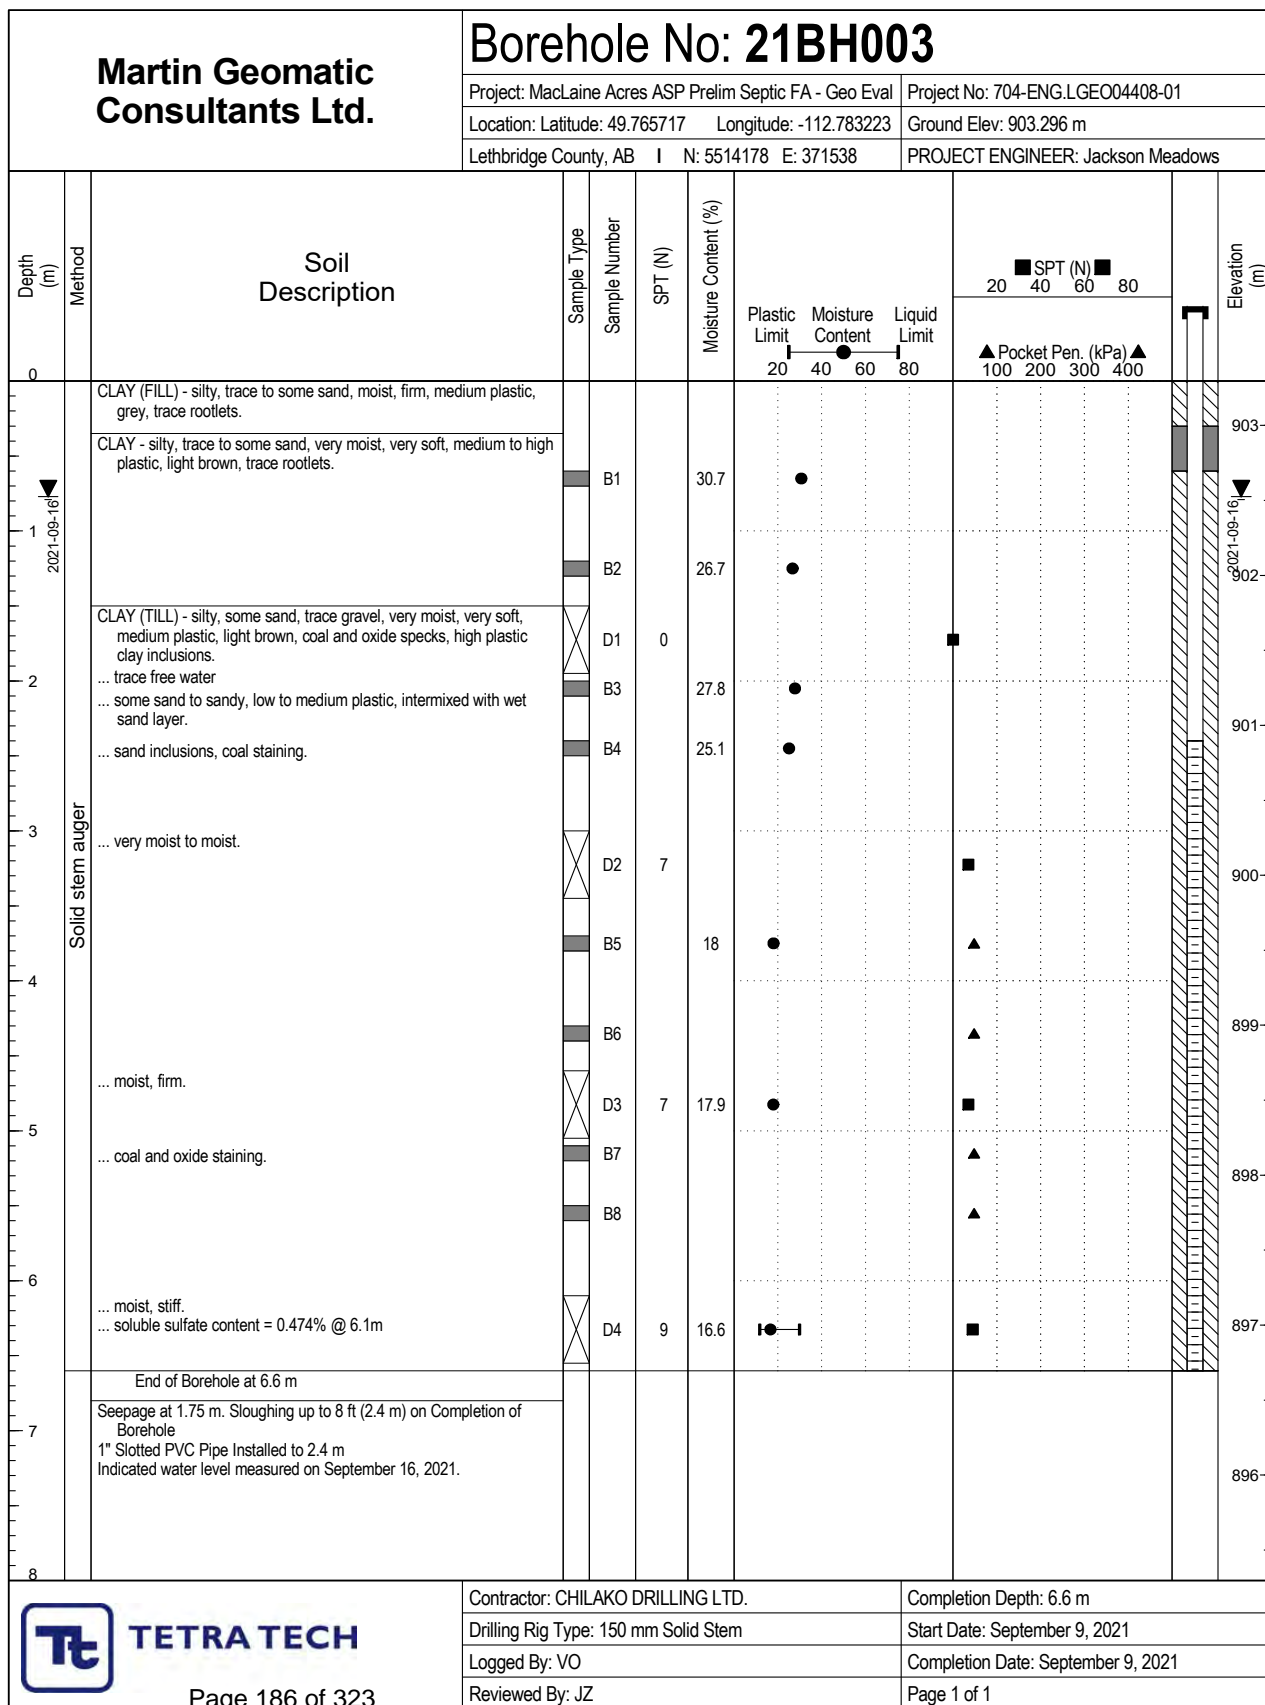 Martin Geomatic
Consultants Ltd.
Borehole No: 21BH003
Project: MacLaine Acres ASP Prelim Septic FA - Geo Eval
Project No: 704-ENG.LGEO04408-01
Location: Latitude: 49.765717 Longitude: -112.783223
Ground Elev: 903.296 m
Lethbridge County, AB I N: 5514178 E: 371538
PROJECT ENGINEER: Jackson Meadows
Depth
(m)
Method
Soil
Description
Sample Type
Sample Number
SPT (N)
Moisture Content (%)
Plastic Moisture Liquid
Limit Content Limit
20 40 60 80
■ SPT (N) ■
20 40 60 80
▲ Pocket Pen. (kPa) ▲
100 200 300 400
Elevation
(m)
0
CLAY (FILL) - silty, trace to some sand, moist, firm, medium plastic,
grey, trace rootlets.
903
CLAY - silty, trace to some sand, very moist, very soft, medium to high
plastic, light brown, trace rootlets.
B1 30.7
2021-09-16
2021-09-16
1
B2 26.7
902
CLAY (TILL) - silty, some sand, trace gravel, very moist, very soft,
medium plastic, light brown, coal and oxide specks, high plastic
clay inclusions.
D1 0
... trace free water
2
B3 27.8
... some sand to sandy, low to medium plastic, intermixed with wet
sand layer.
901
... sand inclusions, coal staining.
B4 25.1
Solid stem auger
3
... very moist to moist.
D2 7
900
B5 18
4
B6
899
... moist, firm.
D3 7 17.9
5
... coal and oxide staining.
B7
898
B8
6
... moist, stiff.
... soluble sulfate content = 0.474% @ 6.1m
D4 9 16.6
897
End of Borehole at 6.6 m
Seepage at 1.75 m. Sloughing up to 8 ft (2.4 m) on Completion of
Borehole
7
1" Slotted PVC Pipe Installed to 2.4 m
Indicated water level measured on September 16, 2021.
896
8
Tt TETRA TECH
Page 186 of 323
Contractor: CHILAKO DRILLING LTD.
Completion Depth: 6.6 m
Drilling Rig Type: 150 mm Solid Stem
Start Date: September 9, 2021
Logged By: VO
Completion Date: September 9, 2021
Reviewed By: JZ
Page 1 of 1